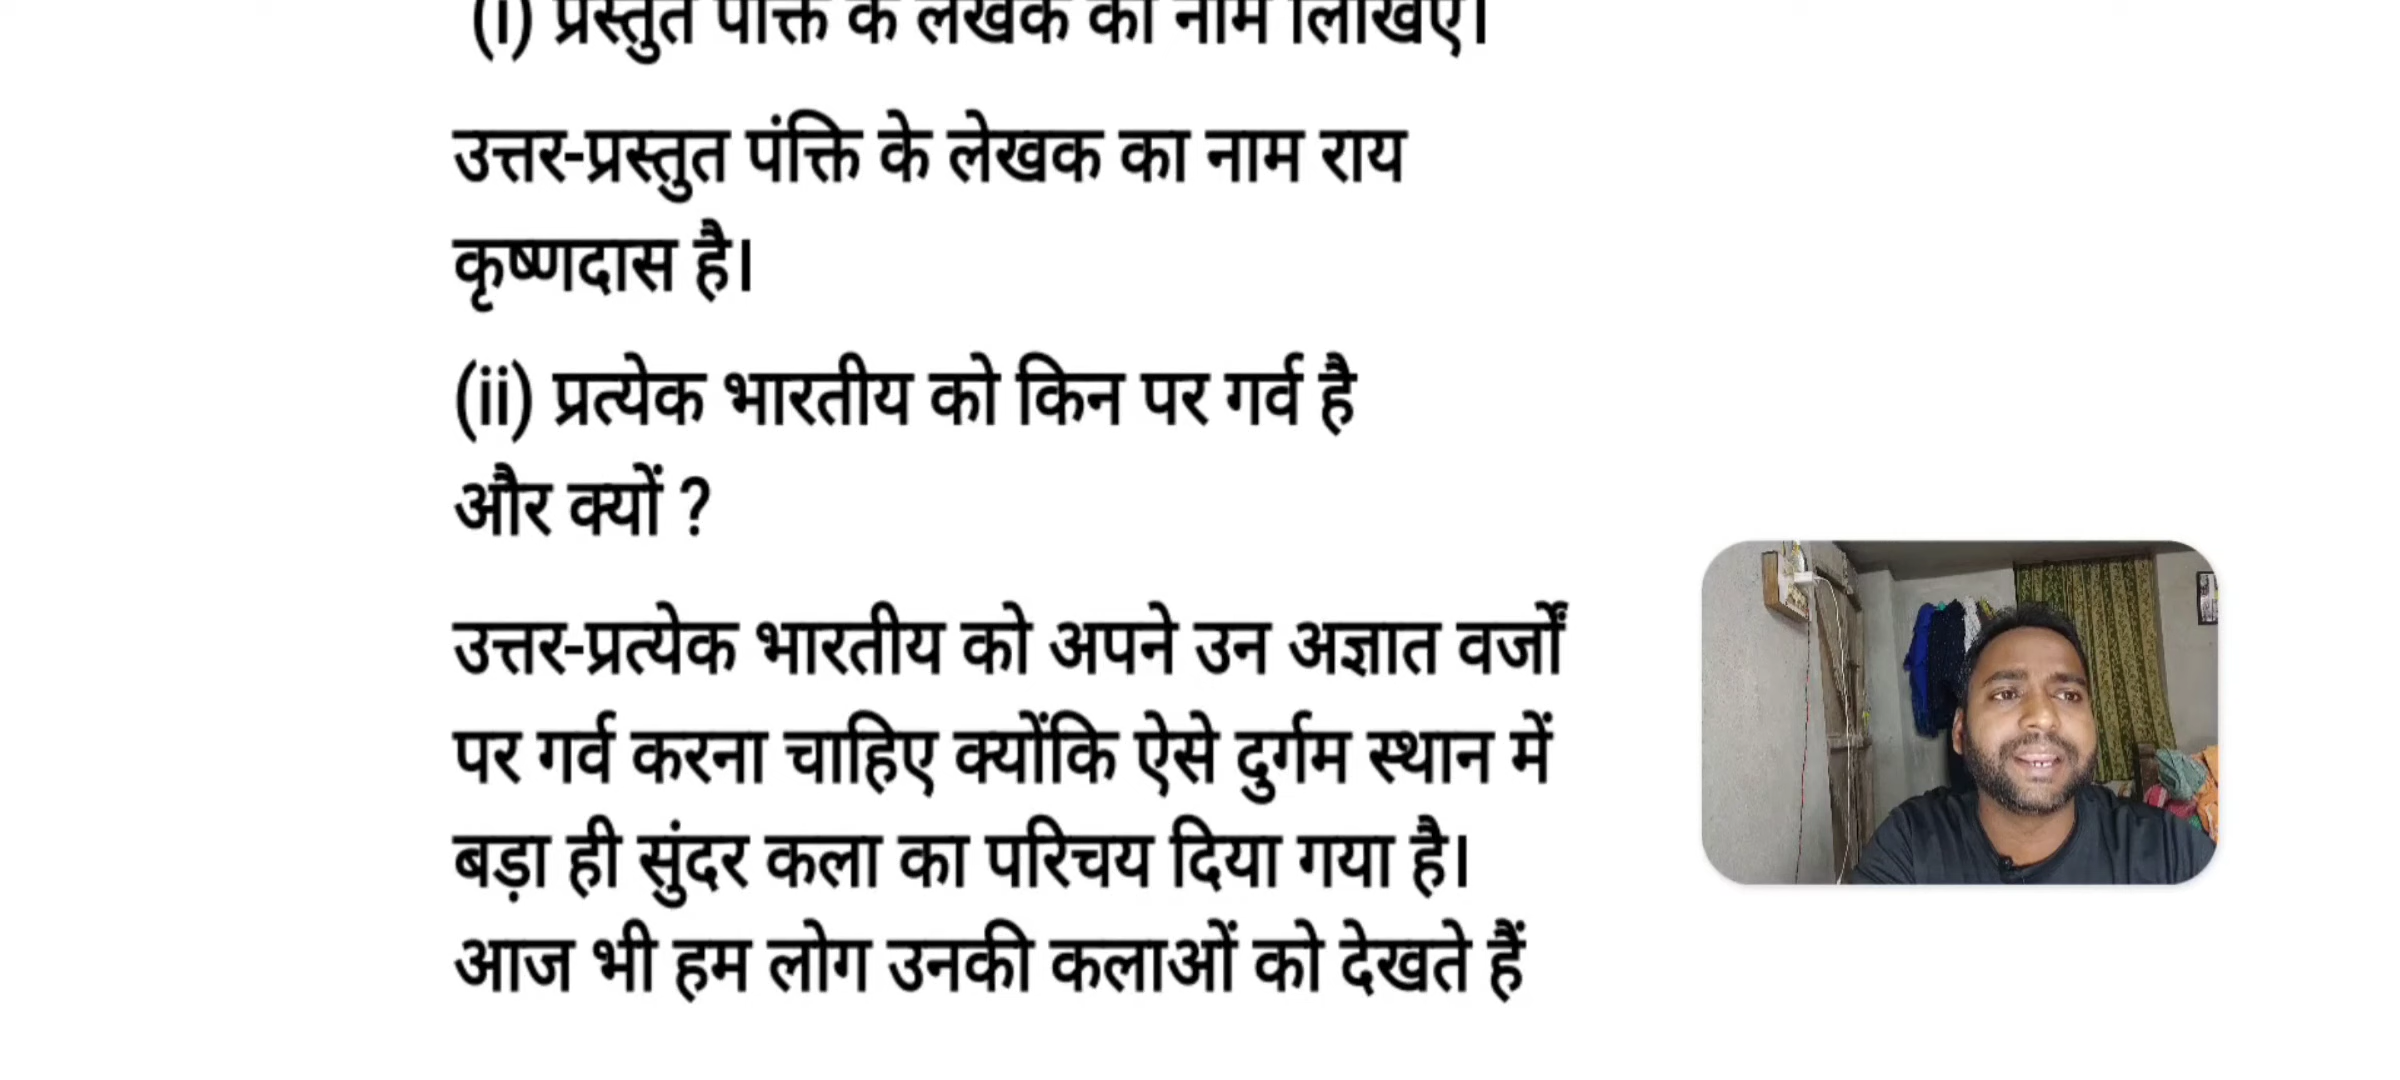 (i) प्रस्तुत पंक्ति के लेखक का नाम लिखिए।
उत्तर-प्रस्तुत पंक्ति के लेखक का नाम राय
कृष्णदास है।
(ii) प्रत्येक भारतीय को किन पर गर्व है
और क्यों ?
उत्तर-प्रत्येक भारतीय को अपने उन अज्ञात वर्जों
पर गर्व करना चाहिए क्योंकि ऐसे दुर्गम स्थान में
बड़ा ही सुंदर कला का परिचय दिया गया है।
आज भी हम लोग उनकी कलाओं को देखते हैं